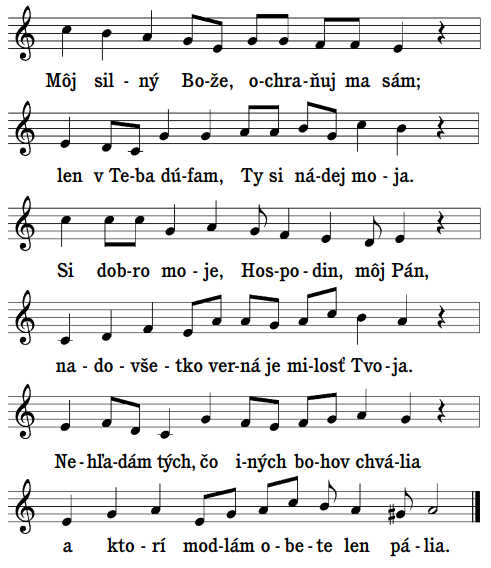 Môj sil - ný Bo-že, o-chra-ňuj ma sám;
len v Te-ba dú-fam, Ty si ná-dej mo - ja.
Si dob-ro mo - je, Hos-po-din, môj Pán,
na - do - vše - tko ver-ná je mi-losť Tvo-ja.
Ne-hľa-dám tých, čo i-ných bo-hov chvá-lia
a kto - rí mod-lám o-be-te len pá-lia.